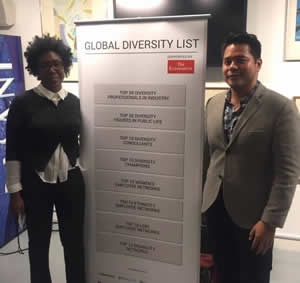 GLOBAL DIVERSITY LIST
SUPPORTED BY
The
Economist
TOP 50 DIVERSITY
PROFESSIONALS IN INDUSTRY
TOP 50 DIVERSITY
FIGURES IN PUBLIC LIFE
TOP 10 DIVERSITY
CONSULTANTS
TOP 10 DIVERSITY
CHAMPIONS
TOP 10 WOMEN'S
EMPLOYEE NETWORKS
TOP 10 ETHNICITY
EMPLOYEE NETWORKS
TOP 10 LGBT
EMPLOYEE NETWORKS
TOP 10 DISABILITY
NETWORKS